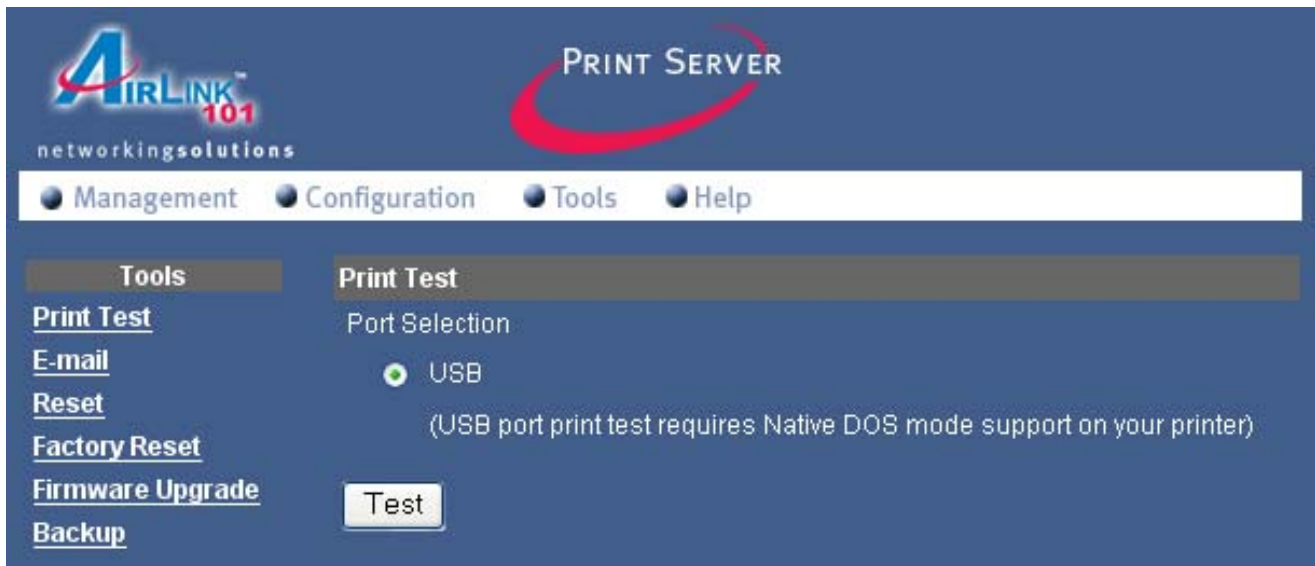 AIRLINK™
101
networkingsolutions
PRINT SERVER
Management Configuration Tools Help
Tools
Print Test
E-mail
Reset
Factory Reset
Firmware Upgrade
Backup
Print Test
Port Selection
USB
(USB port print test requires Native DOS mode support on your printer)
Test